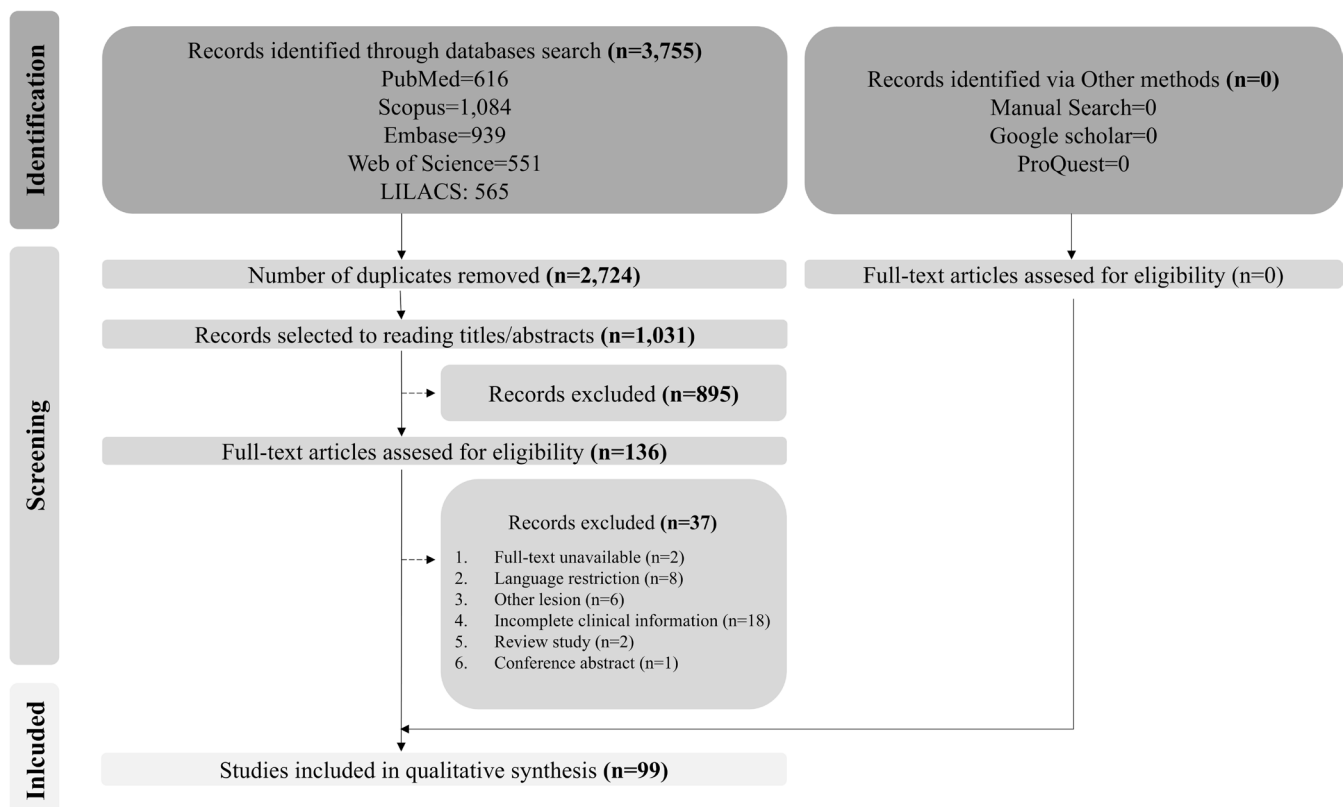 Identification
Records identified through databases search (n=3,755)
PubMed=616
Scopus=1,084
Embase=939
Web of Science=551
LILACS: 565
Records identified via Other methods (n=0)
Manual Search=0
Google scholar=0
ProQuest=0
Screening
Number of duplicates removed (n=2,724)
Full-text articles assesed for eligibility (n=0)
Records selected to reading titles/abstracts (n=1,031)
Records excluded (n=895)
Full-text articles assesed for eligibility (n=136)
Records excluded (n=37)
1. Full-text unavailable (n=2)
2. Language restriction (n=8)
3. Other lesion (n=6)
4. Incomplete clinical information (n=18)
5. Review study (n=2)
6. Conference abstract (n=1)
Inlcuded
Studies included in qualitative synthesis (n=99)